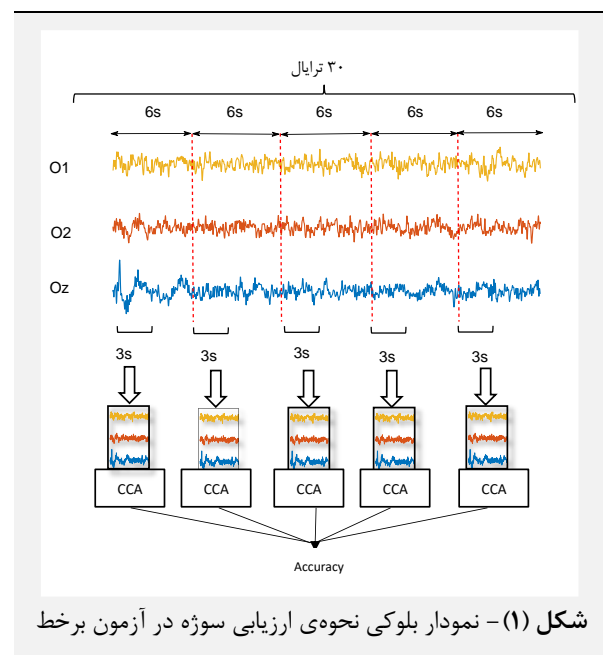 ۳۰ ترایال
6s 6s 6s 6s 6s
O1
O2
Oz
3s 3s 3s 3s 3s
CCA CCA CCA CCA CCA
Accuracy
شکل (۱)- نمودار بلوکی نحوه‌ی ارزیابی سوژه در آزمون برخط